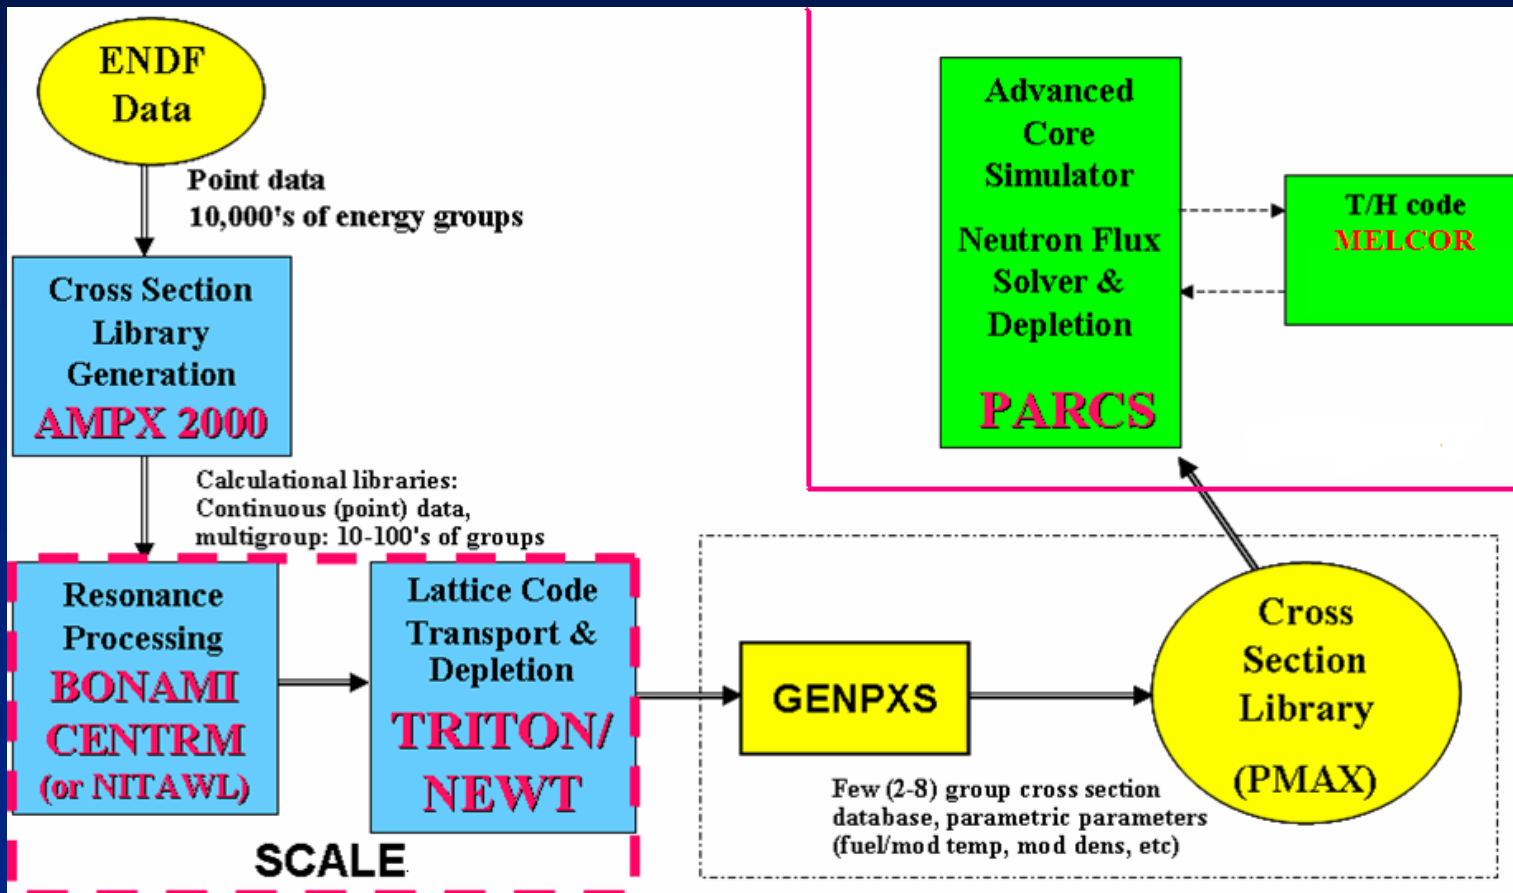 ENDF
Data
Point data
10,000's of energy groups
Cross Section
Library
Generation
AMPX 2000
Calculational libraries:
Continuous (point) data,
multigroup: 10-100's of groups
Resonance
Processing
BONAMI
CENTRM
(or NITAWL)
Lattice Code
Transport &
Depletion
TRITON/
NEWT
SCALE
GENPXS
Few (2-8) group cross section
database, parametric parameters
(fuel/mod temp, mod dens, etc)
Cross
Section
Library
(PMAX)
Advanced
Core
Simulator
Neutron Flux
Solver &
Depletion
PARCS
T/H code
MELCOR